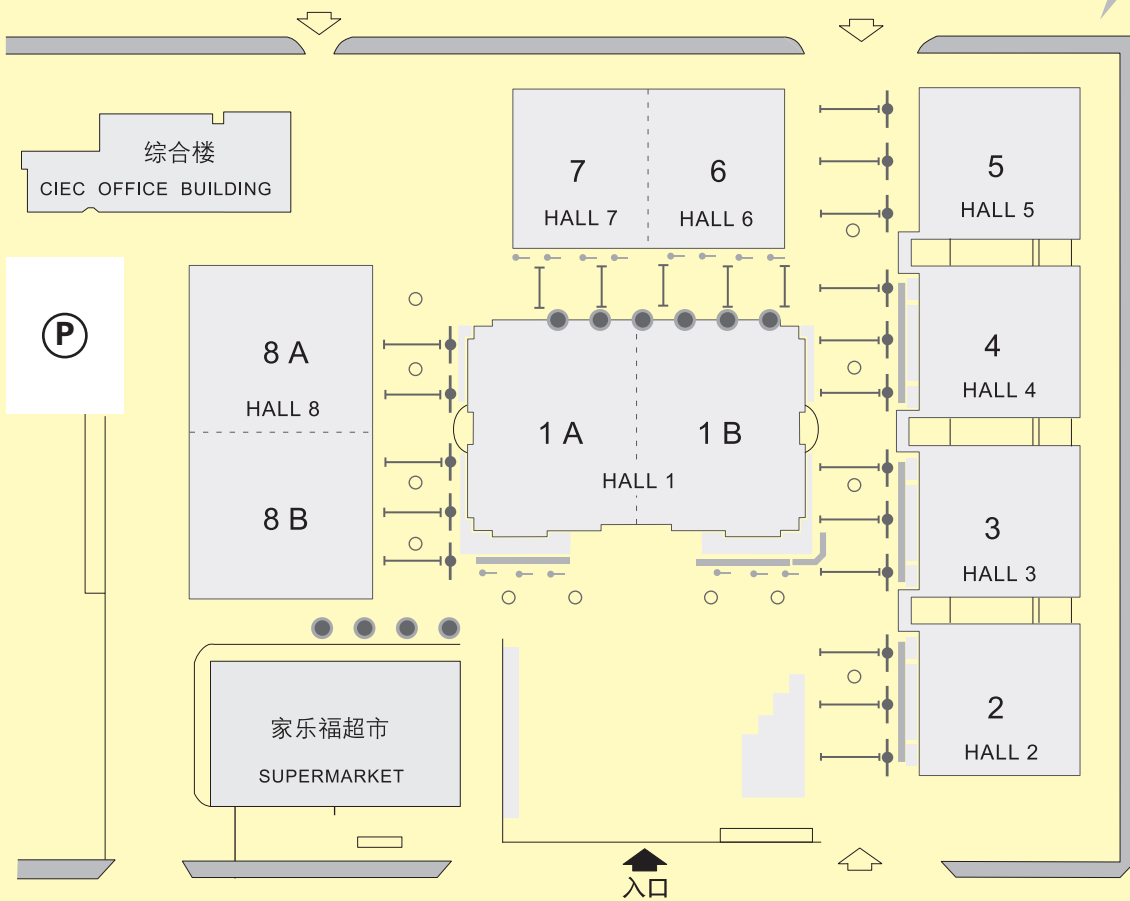 综合楼
CIEC OFFICE BUILDING
7
HALL 7
6
HALL 6
5
HALL 5
P
8 A
HALL 8
8 B
1 A
1 B
HALL 1
4
HALL 4
3
HALL 3
2
HALL 2
家乐福超市
SUPERMARKET
入口